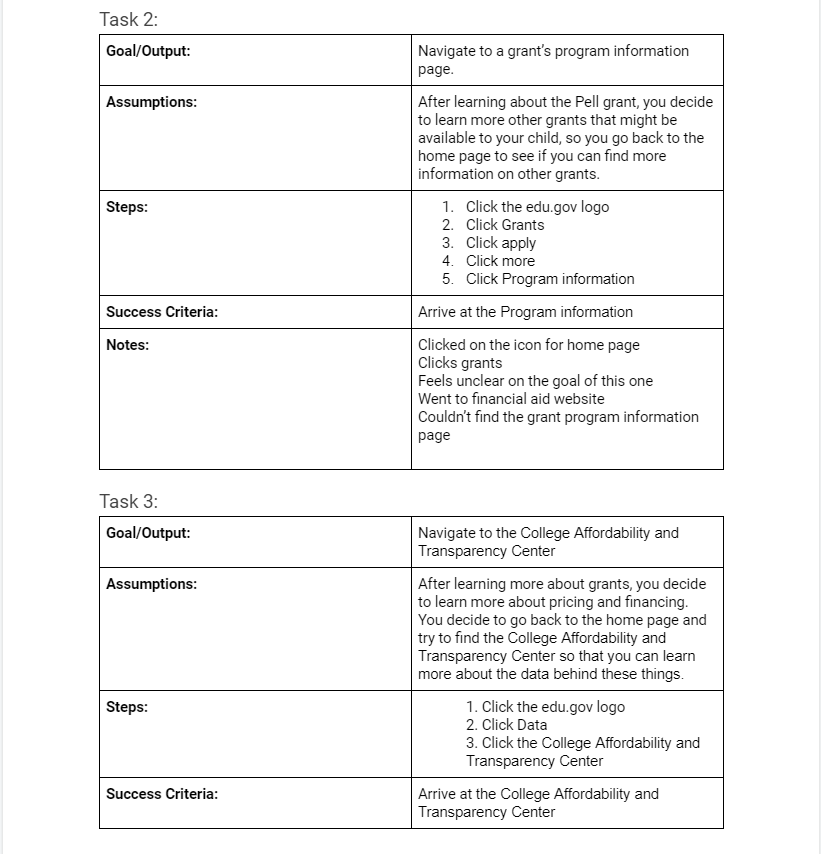 Task 2:
Goal/Output:
Navigate to a grant's program information
page.
Assumptions:
After learning about the Pell grant, you decide
to learn more other grants that might be
available to your child, so you go back to the
home page to see if you can find more
information on other grants.
Steps:
1. Click the edu.gov logo
2. Click Grants
3. Click apply
4. Click more
5. Click Program information
Success Criteria:
Arrive at the Program information
Notes:
Clicked on the icon for home page
Clicks grants
Feels unclear on the goal of this one
Went to financial aid website
Couldn't find the grant program information
page
Task 3:
Goal/Output:
Navigate to the College Affordability and
Transparency Center
Assumptions:
After learning more about grants, you decide
to learn more about pricing and financing.
You decide to go back to the home page and
try to find the College Affordability and
Transparency Center so that you can learn
more about the data behind these things.
Steps:
1. Click the edu.gov logo
2. Click Data
3. Click the College Affordability and
Transparency Center
Success Criteria:
Arrive at the College Affordability and
Transparency Center